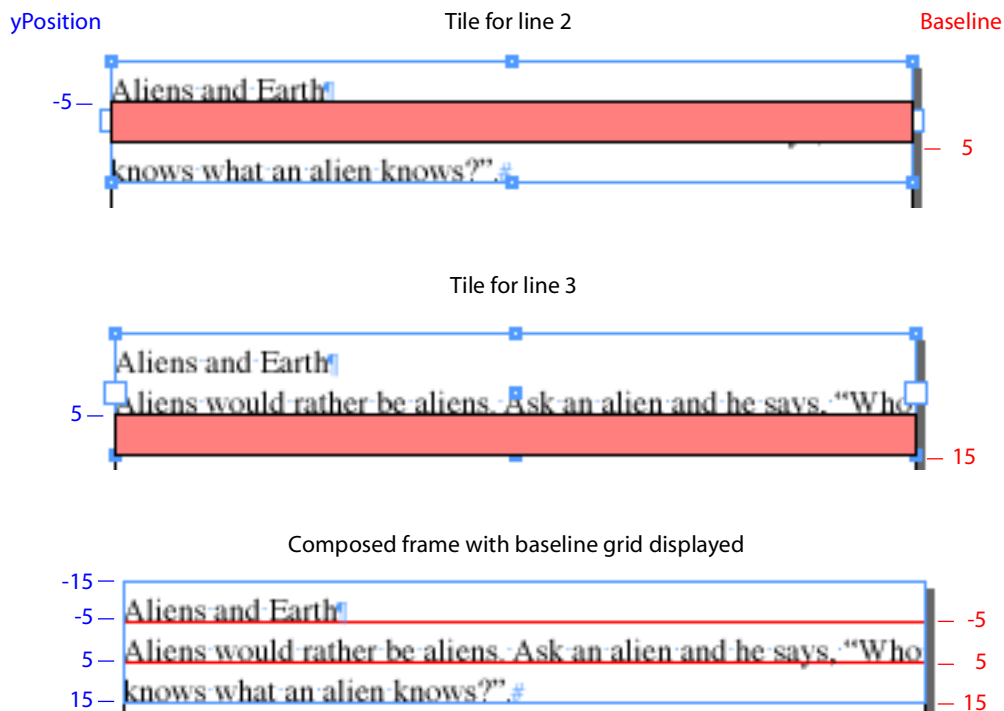 yPosition Tile for line 2 Baseline
Aliens and Earth¶
-5
5
knows what an alien knows?”.#
Tile for line 3
Aliens and Earth¶
Aliens would rather be aliens. Ask an alien and he says, “Who
5
15
Composed frame with baseline grid displayed
-15
Aliens and Earth¶
-5 -5
Aliens would rather be aliens. Ask an alien and he says, “Who
5 5
knows what an alien knows?”.#
15 15